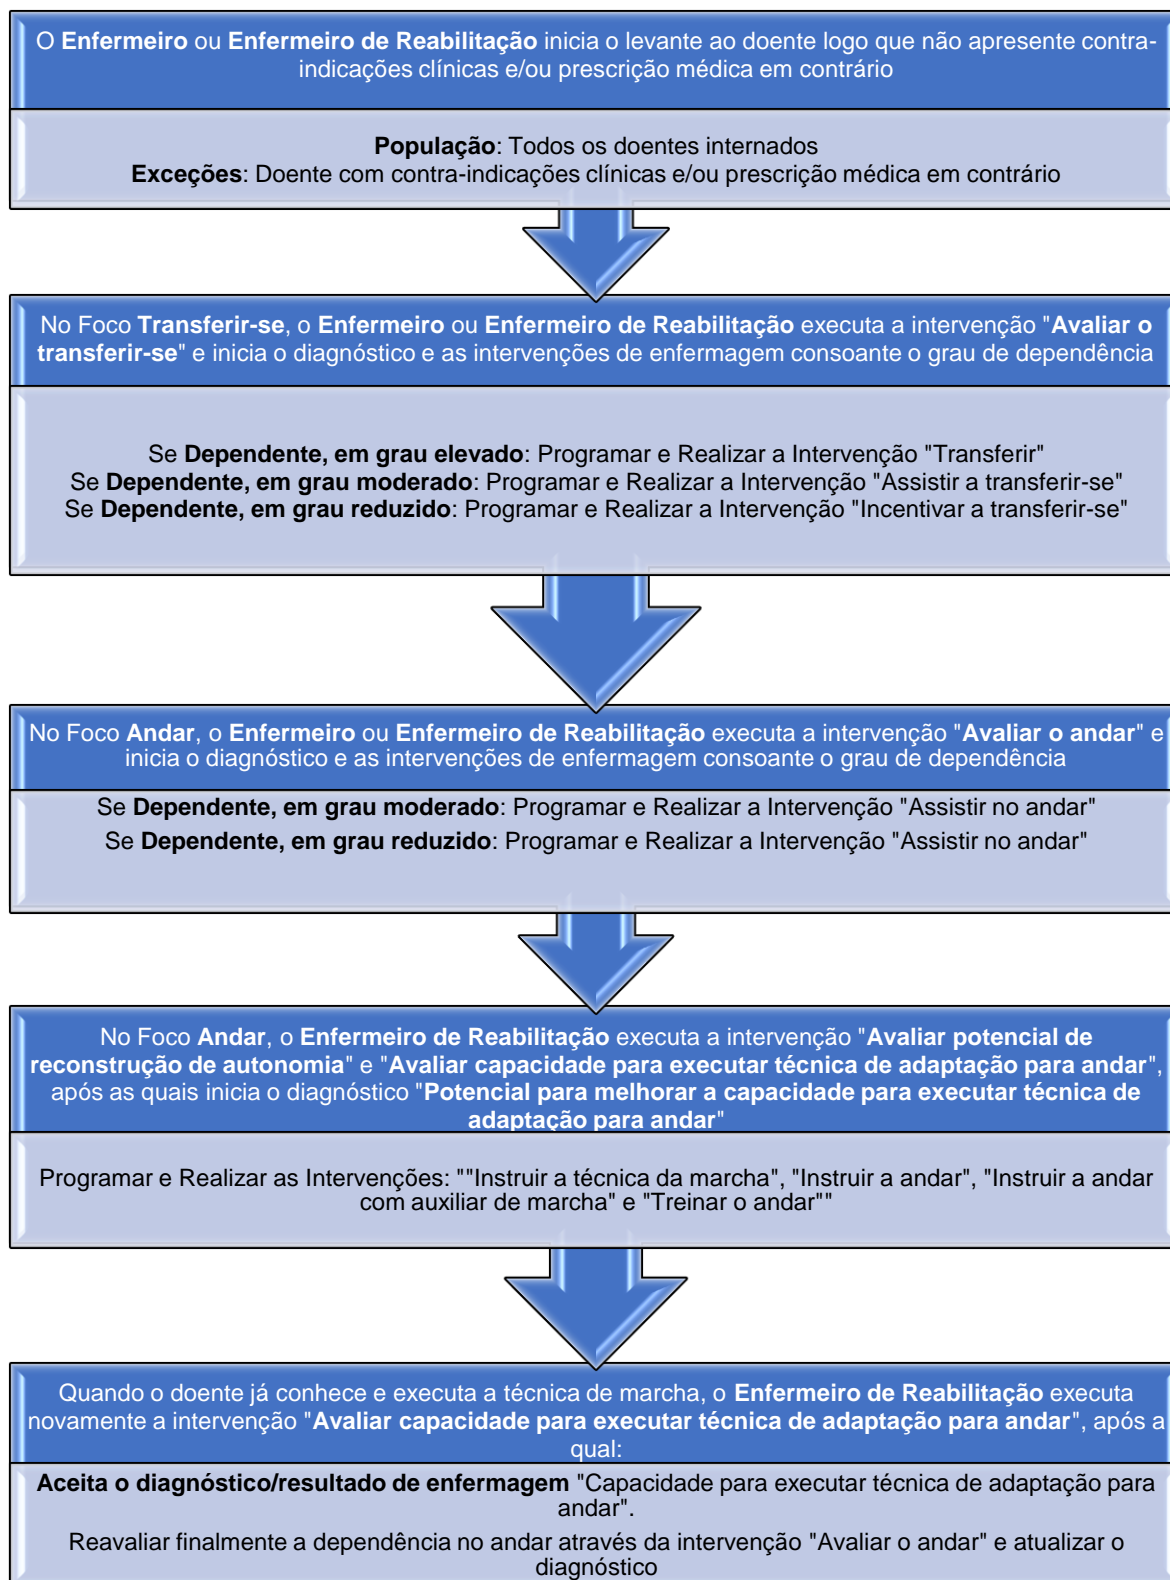 O Enfermeiro ou Enfermeiro de Reabilitação inicia o levante ao doente logo que não apresente contra-
indicações clínicas e/ou prescrição médica em contrário
População: Todos os doentes internados
Exceções: Doente com contra-indicações clínicas e/ou prescrição médica em contrário
No Foco Transferir-se, o Enfermeiro ou Enfermeiro de Reabilitação executa a intervenção "Avaliar o
transferir-se" e inicia o diagnóstico e as intervenções de enfermagem consoante o grau de dependência
Se Dependente, em grau elevado: Programar e Realizar a Intervenção "Transferir"
Se Dependente, em grau moderado: Programar e Realizar a Intervenção "Assistir a transferir-se"
Se Dependente, em grau reduzido: Programar e Realizar a Intervenção "Incentivar a transferir-se"
No Foco Andar, o Enfermeiro ou Enfermeiro de Reabilitação executa a intervenção "Avaliar o andar" e
inicia o diagnóstico e as intervenções de enfermagem consoante o grau de dependência
Se Dependente, em grau moderado: Programar e Realizar a Intervenção "Assistir no andar"
Se Dependente, em grau reduzido: Programar e Realizar a Intervenção "Assistir no andar"
No Foco Andar, o Enfermeiro de Reabilitação executa a intervenção "Avaliar potencial de
reconstrução de autonomia" e "Avaliar capacidade para executar técnica de adaptação para andar",
após as quais inicia o diagnóstico "Potencial para melhorar a capacidade para executar técnica de
adaptação para andar"
Programar e Realizar as Intervenções: ""Instruir a técnica da marcha", "Instruir a andar", "Instruir a andar
com auxiliar de marcha" e "Treinar o andar""
Quando o doente já conhece e executa a técnica de marcha, o Enfermeiro de Reabilitação executa
novamente a intervenção "Avaliar capacidade para executar técnica de adaptação para andar", após a
qual:
Aceita o diagnóstico/resultado de enfermagem "Capacidade para executar técnica de adaptação para
andar".
Reavaliar finalmente a dependência no andar através da intervenção "Avaliar o andar" e atualizar o
diagnóstico